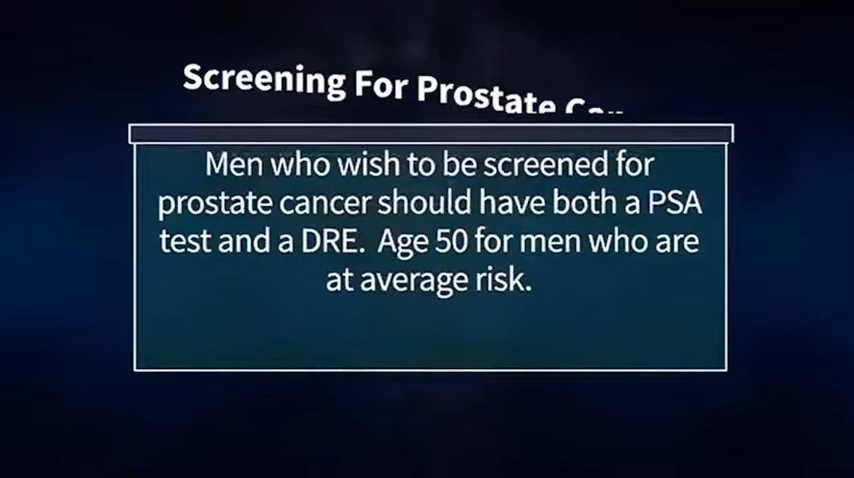 Screening For Prostate
Men who wish to be screened for
prostate cancer should have both a PSA
test and a DRE. Age 50 for men who are
at average risk.